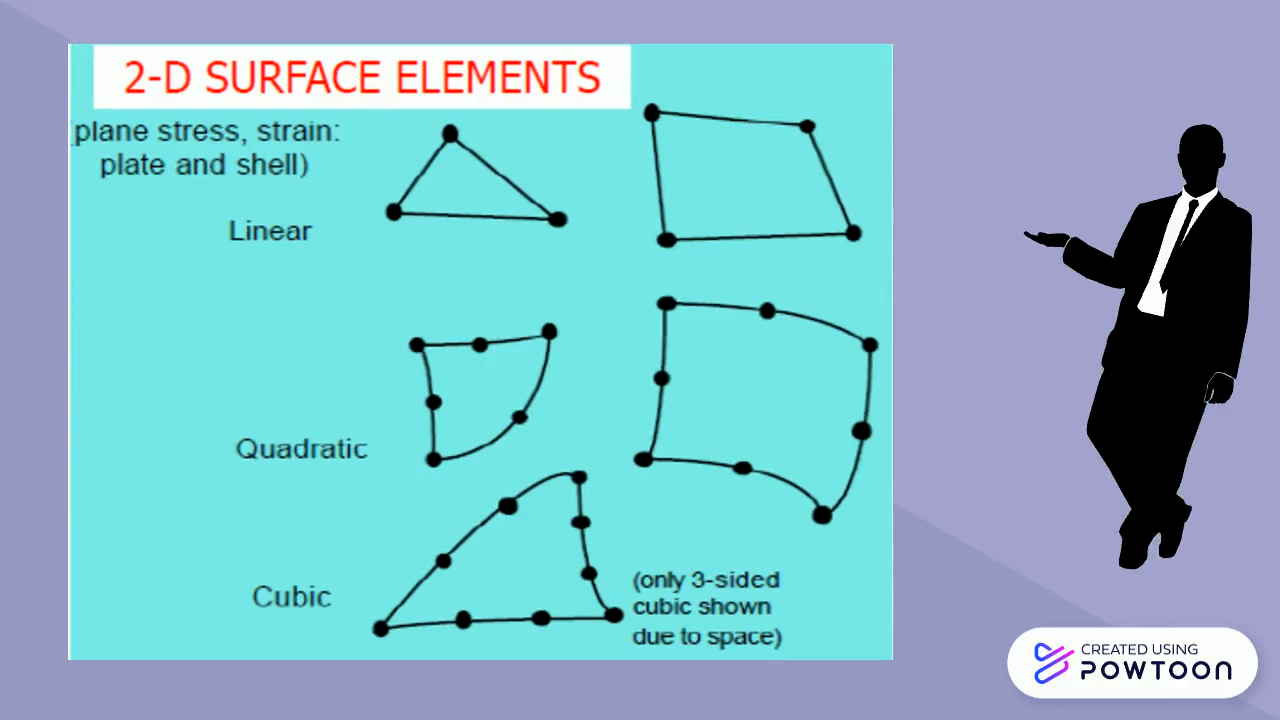 2-D SURFACE ELEMENTS
(plane stress, strain:
plate and shell)
Linear
Quadratic
Cubic
(only 3-sided
cubic shown
due to space)
CREATED USING
POWTOON